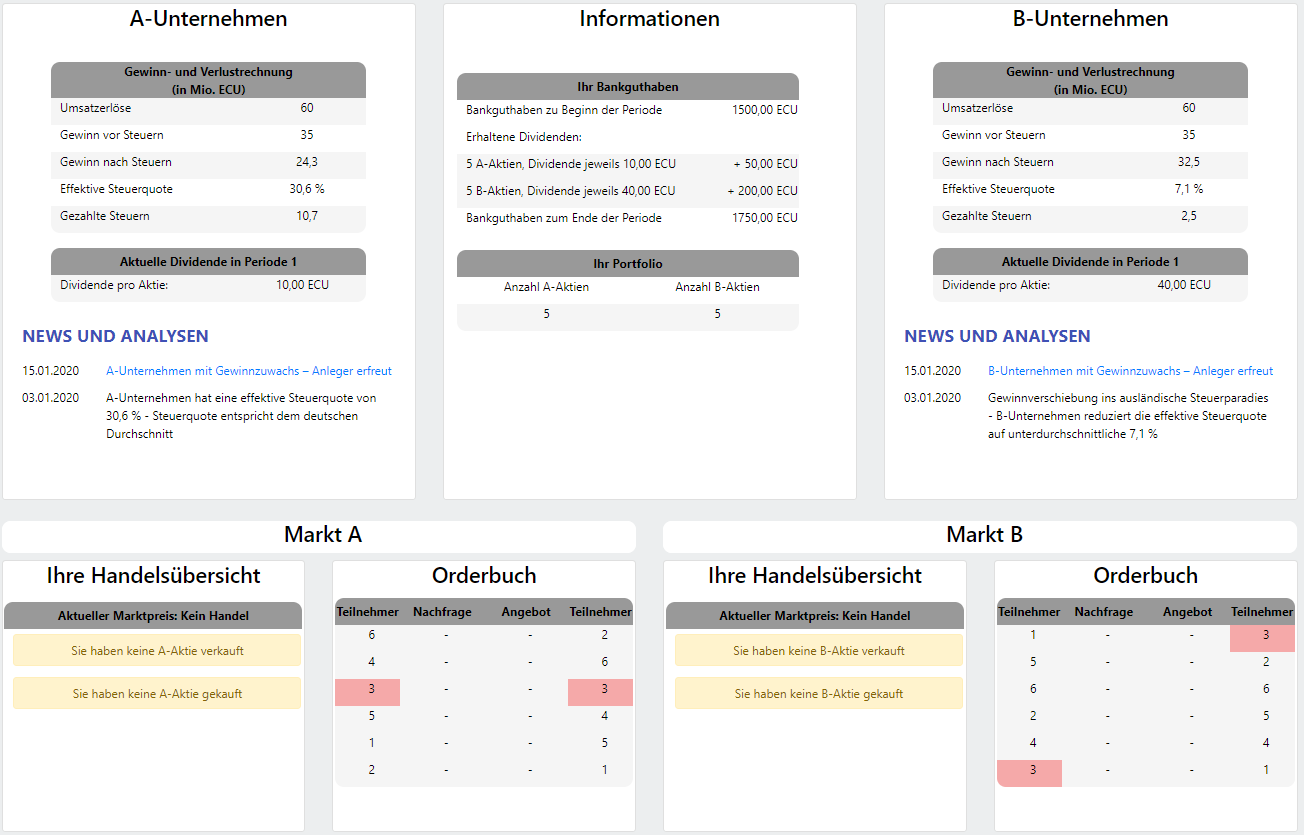 A-Unternehmen
Gewinn- und Verlustrechnung
(in Mio. ECU)
Umsatzerlöse 60
Gewinn vor Steuern 35
Gewinn nach Steuern 24,3
Effektive Steuerquote 30,6 %
Gezahlte Steuern 10,7
Aktuelle Dividende in Periode 1
Dividende pro Aktie: 10,00 ECU
NEWS UND ANALYSEN
15.01.2020 A-Unternehmen mit Gewinnzuwachs – Anleger erfreut
03.01.2020 A-Unternehmen hat eine effektive Steuerquote von
30,6 % - Steuerquote entspricht dem deutschen
Durchschnitt
Informationen
Ihr Bankguthaben
Bankguthaben zu Beginn der Periode 1500,00 ECU
Erhaltene Dividenden:
5 A-Aktien, Dividende jeweils 10,00 ECU + 50,00 ECU
5 B-Aktien, Dividende jeweils 40,00 ECU + 200,00 ECU
Bankguthaben zum Ende der Periode 1750,00 ECU
Ihr Portfolio
Anzahl A-Aktien Anzahl B-Aktien
5 5
B-Unternehmen
Gewinn- und Verlustrechnung
(in Mio. ECU)
Umsatzerlöse 60
Gewinn vor Steuern 35
Gewinn nach Steuern 32,5
Effektive Steuerquote 7,1 %
Gezahlte Steuern 2,5
Aktuelle Dividende in Periode 1
Dividende pro Aktie: 40,00 ECU
NEWS UND ANALYSEN
15.01.2020 B-Unternehmen mit Gewinnzuwachs – Anleger erfreut
03.01.2020 Gewinnverschiebung ins ausländische Steuerparadies
- B-Unternehmen reduziert die effektive Steuerquote
auf unterdurchschnittliche 7,1 %
Markt A
Ihre Handelsübersicht
Aktueller Marktpreis: Kein Handel
Sie haben keine A-Aktie verkauft
Sie haben keine A-Aktie gekauft
Orderbuch
Teilnehmer Nachfrage Angebot Teilnehmer
6 - - 2
4 - - 6
3 - - 3
5 - - 4
1 - - 5
2 - - 1
Markt B
Ihre Handelsübersicht
Aktueller Marktpreis: Kein Handel
Sie haben keine B-Aktie verkauft
Sie haben keine B-Aktie gekauft
Orderbuch
Teilnehmer Nachfrage Angebot Teilnehmer
1 - - 3
5 - - 2
6 - - 6
2 - - 5
4 - - 4
3 - - 1